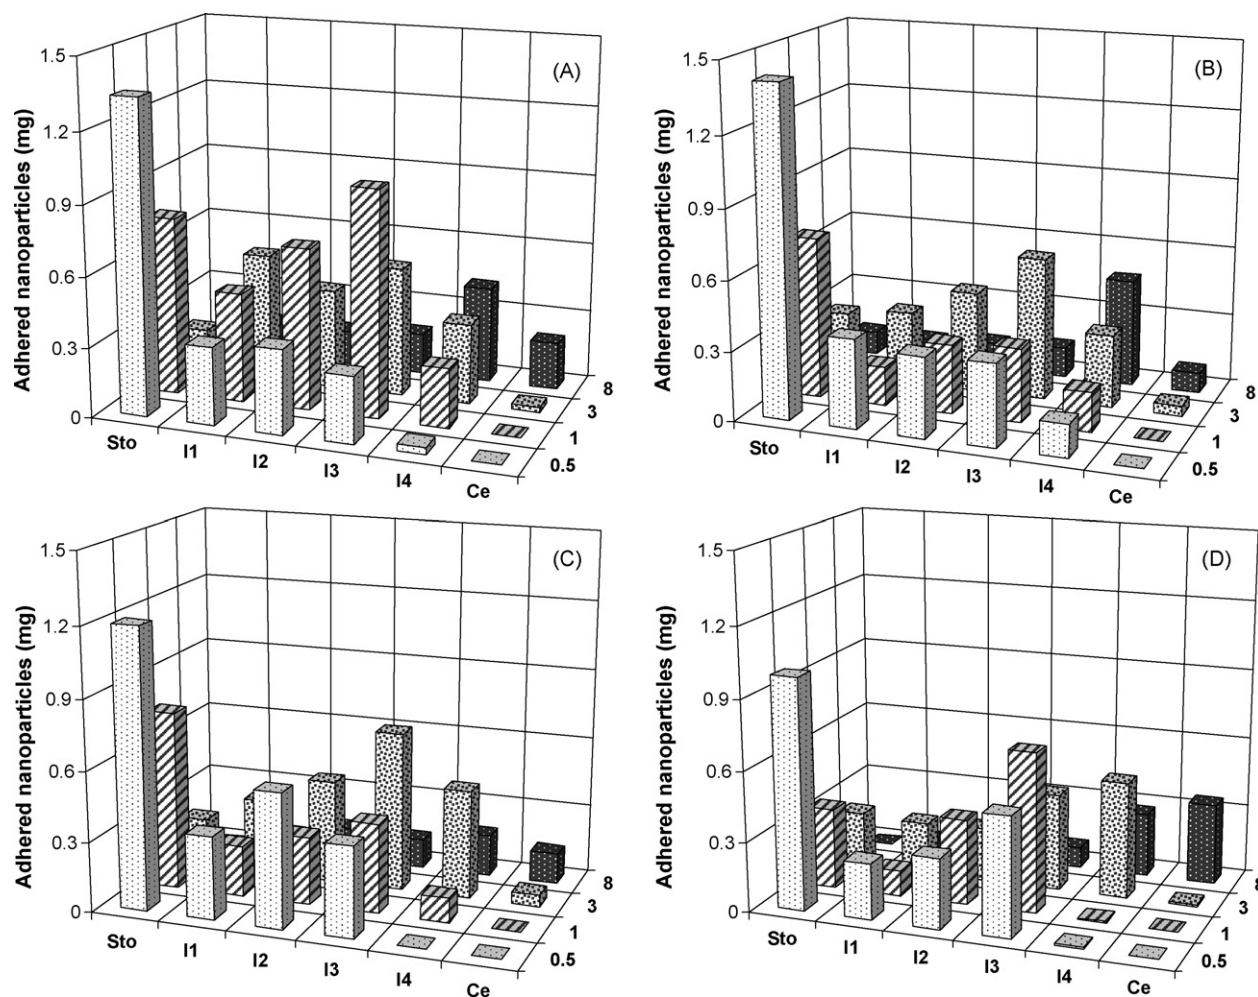 (A)
Adhered nanoparticles (mg)
1.5
1.2
0.9
0.6
0.3
0
Sto
I1
I2
I3
I4
Ce
0.5
1
3
8
(B)
Adhered nanoparticles (mg)
1.5
1.2
0.9
0.6
0.3
0
Sto
I1
I2
I3
I4
Ce
0.5
1
3
8
(C)
Adhered nanoparticles (mg)
1.5
1.2
0.9
0.6
0.3
0
Sto
I1
I2
I3
I4
Ce
0.5
1
3
8
(D)
Adhered nanoparticles (mg)
1.5
1.2
0.9
0.6
0.3
0
Sto
I1
I2
I3
I4
Ce
0.5
1
3
8